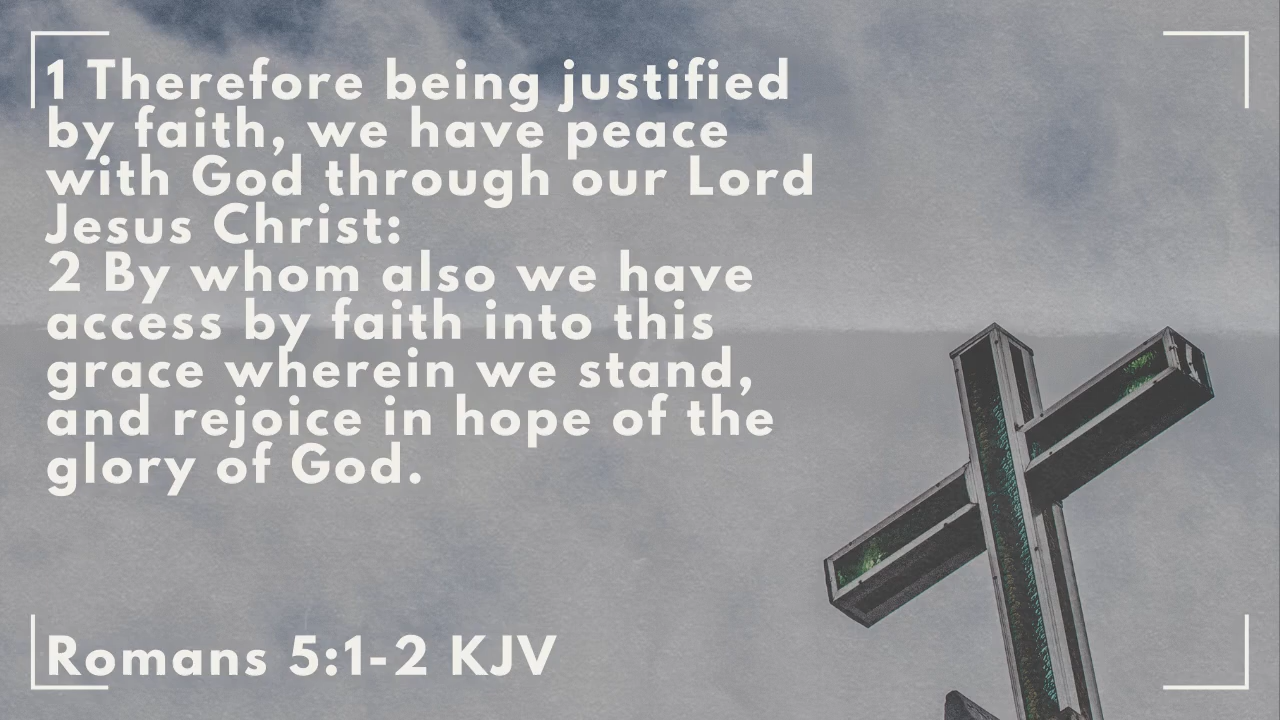 1 Therefore being justified
by faith, we have peace
with God through our Lord
Jesus Christ:
2 By whom also we have
access by faith into this
grace wherein we stand,
and rejoice in hope of the
glory of God.
Romans 5:1-2 KJV